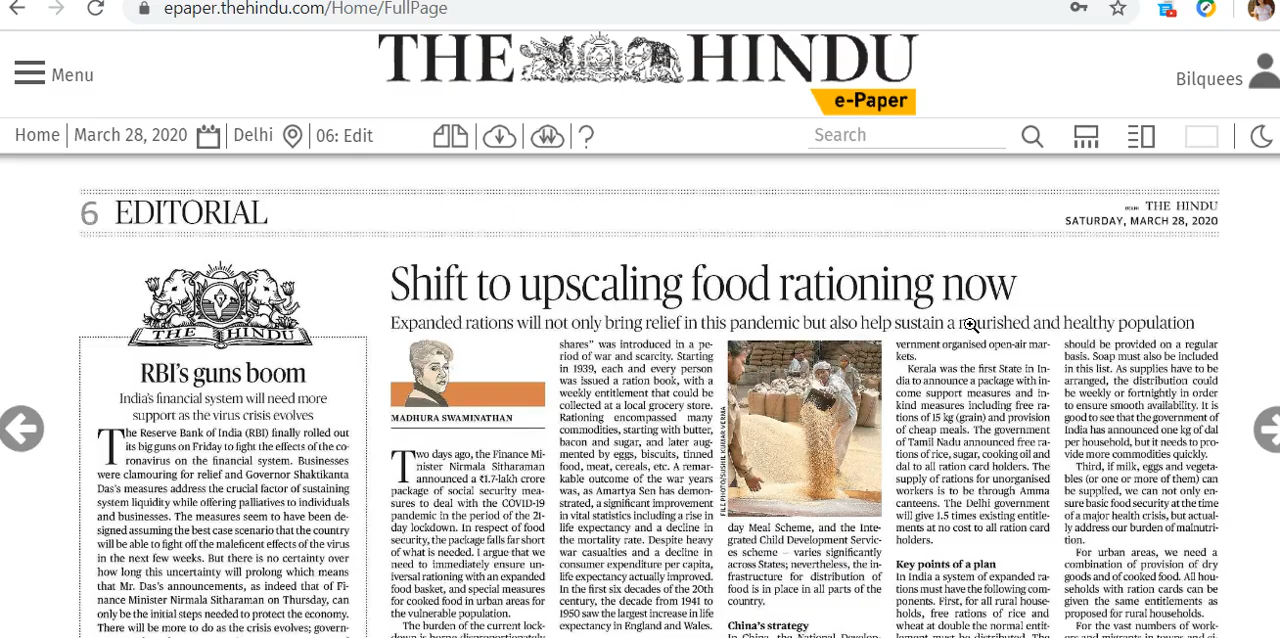 epaper.thehindu.com/Home/FullPage
THE HINDU
e-Paper
Menu
Bilquees
Home
March 28, 2020
Delhi
06: Edit
?
Search
6 EDITORIAL
THE HINDU
SATURDAY, MARCH 28, 2020
THE HINDU
RBI's guns boom
India's financial system will need more
support as the virus crisis evolves
The Reserve Bank of India (RBI) finally rolled out
its big guns on Friday to fight the effects of the co-
ronavirus on the financial system. Businesses
were clamouring for relief and Governor Shaktikanta
Das's measures address the crucial factor of sustaining
system liquidity while offering palliatives to individuals
and businesses. The measures seem to have been de-
signed assuming the best case scenario that the country
will be able to fight off the maleficent effects of the virus
in the next few weeks. But there is no certainty over
how long this uncertainty will prolong which means
that Mr. Das's announcements, as indeed that of Fi-
nance Minister Nirmala Sitharaman on Thursday, can
only be the initial steps needed to protect the economy.
There will be more to do as the crisis evolves; govern-
Shift to upscaling food rationing now
Expanded rations will not only bring relief in this pandemic but also help sustain a nourished and healthy population
MADHURA SWAMINATHAN
Two days ago, the Finance Mi-
nister Nirmala Sitharaman
announced a ₹1.7-lakh crore
package of social security mea-
sures to deal with the COVID-19
pandemic in the period of the 21-
day lockdown. In respect of food
security, the package falls far short
of what is needed. I argue that we
need to immediately ensure un-
iversal rationing with an expanded
food basket, and special measures
for cooked food in urban areas for
the vulnerable population.
The burden of the current lock-
down is borne disproportionately
shares" was introduced in a pe-
riod of war and scarcity. Starting
in 1939, each and every person
was issued a ration book, with a
weekly entitlement that could be
collected at a local grocery store.
Rationing encompassed many
commodities, starting with butter,
bacon and sugar, and later aug-
mented by eggs, biscuits, tinned
food, meat, cereals, etc. A remar-
kable outcome of the war years
was, as Amartya Sen has demon-
strated, a significant improvement
in vital statistics including a rise in
life expectancy and a decline in
the mortality rate. Despite heavy
war casualties and a decline in
consumer expenditure per capita,
life expectancy actually improved.
In the first six decades of the 20th
century, the decade from 1941 to
1950 saw the largest increase in life
expectancy in England and Wales.
FILE PHOTO/SUSHIL KUMAR VERMA
day Meal Scheme, and the Inte-
grated Child Development Servic-
es scheme – varies significantly
across States; nevertheless, the in-
frastructure for distribution of
food is in place in all parts of the
country.
China's strategy
In China, the National Develop-
vernment organised open-air mar-
kets.
Kerala was the first State in In-
dia to announce a package with in-
come support measures and in-
kind measures including free ra-
tions of 15 kg (grain) and provision
of cheap meals. The government
of Tamil Nadu announced free ra-
tions of rice, sugar, cooking oil and
dal to all ration card holders. The
supply of rations for unorganised
workers is to be through Amma
canteens. The Delhi government
will give 1.5 times existing entitle-
ments at no cost to all ration card
holders.
Key points of a plan
In India a system of expanded ra-
tions must have the following com-
ponents. First, for all rural house-
holds, free rations of rice and
wheat at double the normal entit-
lement must be distributed. The
should be provided on a regular
basis. Soap must also be included
in this list. As supplies have to be
arranged, the distribution could
be weekly or fortnightly in order
to ensure smooth availability. It is
good to see that the government of
India has announced one kg of dal
per household, but it needs to pro-
vide more commodities quickly.
Third, if milk, eggs and vegeta-
bles (or one or more of them) can
be supplied, we can not only en-
sure basic food security at the time
of a major health crisis, but actual-
ly address our burden of malnutri-
tion.
For urban areas, we need a
combination of provision of dry
goods and of cooked food. All hou-
seholds with ration cards can be
given the same entitlements as
proposed for rural households.
For the vast numbers of work-
ers and migrants in towns and ci-